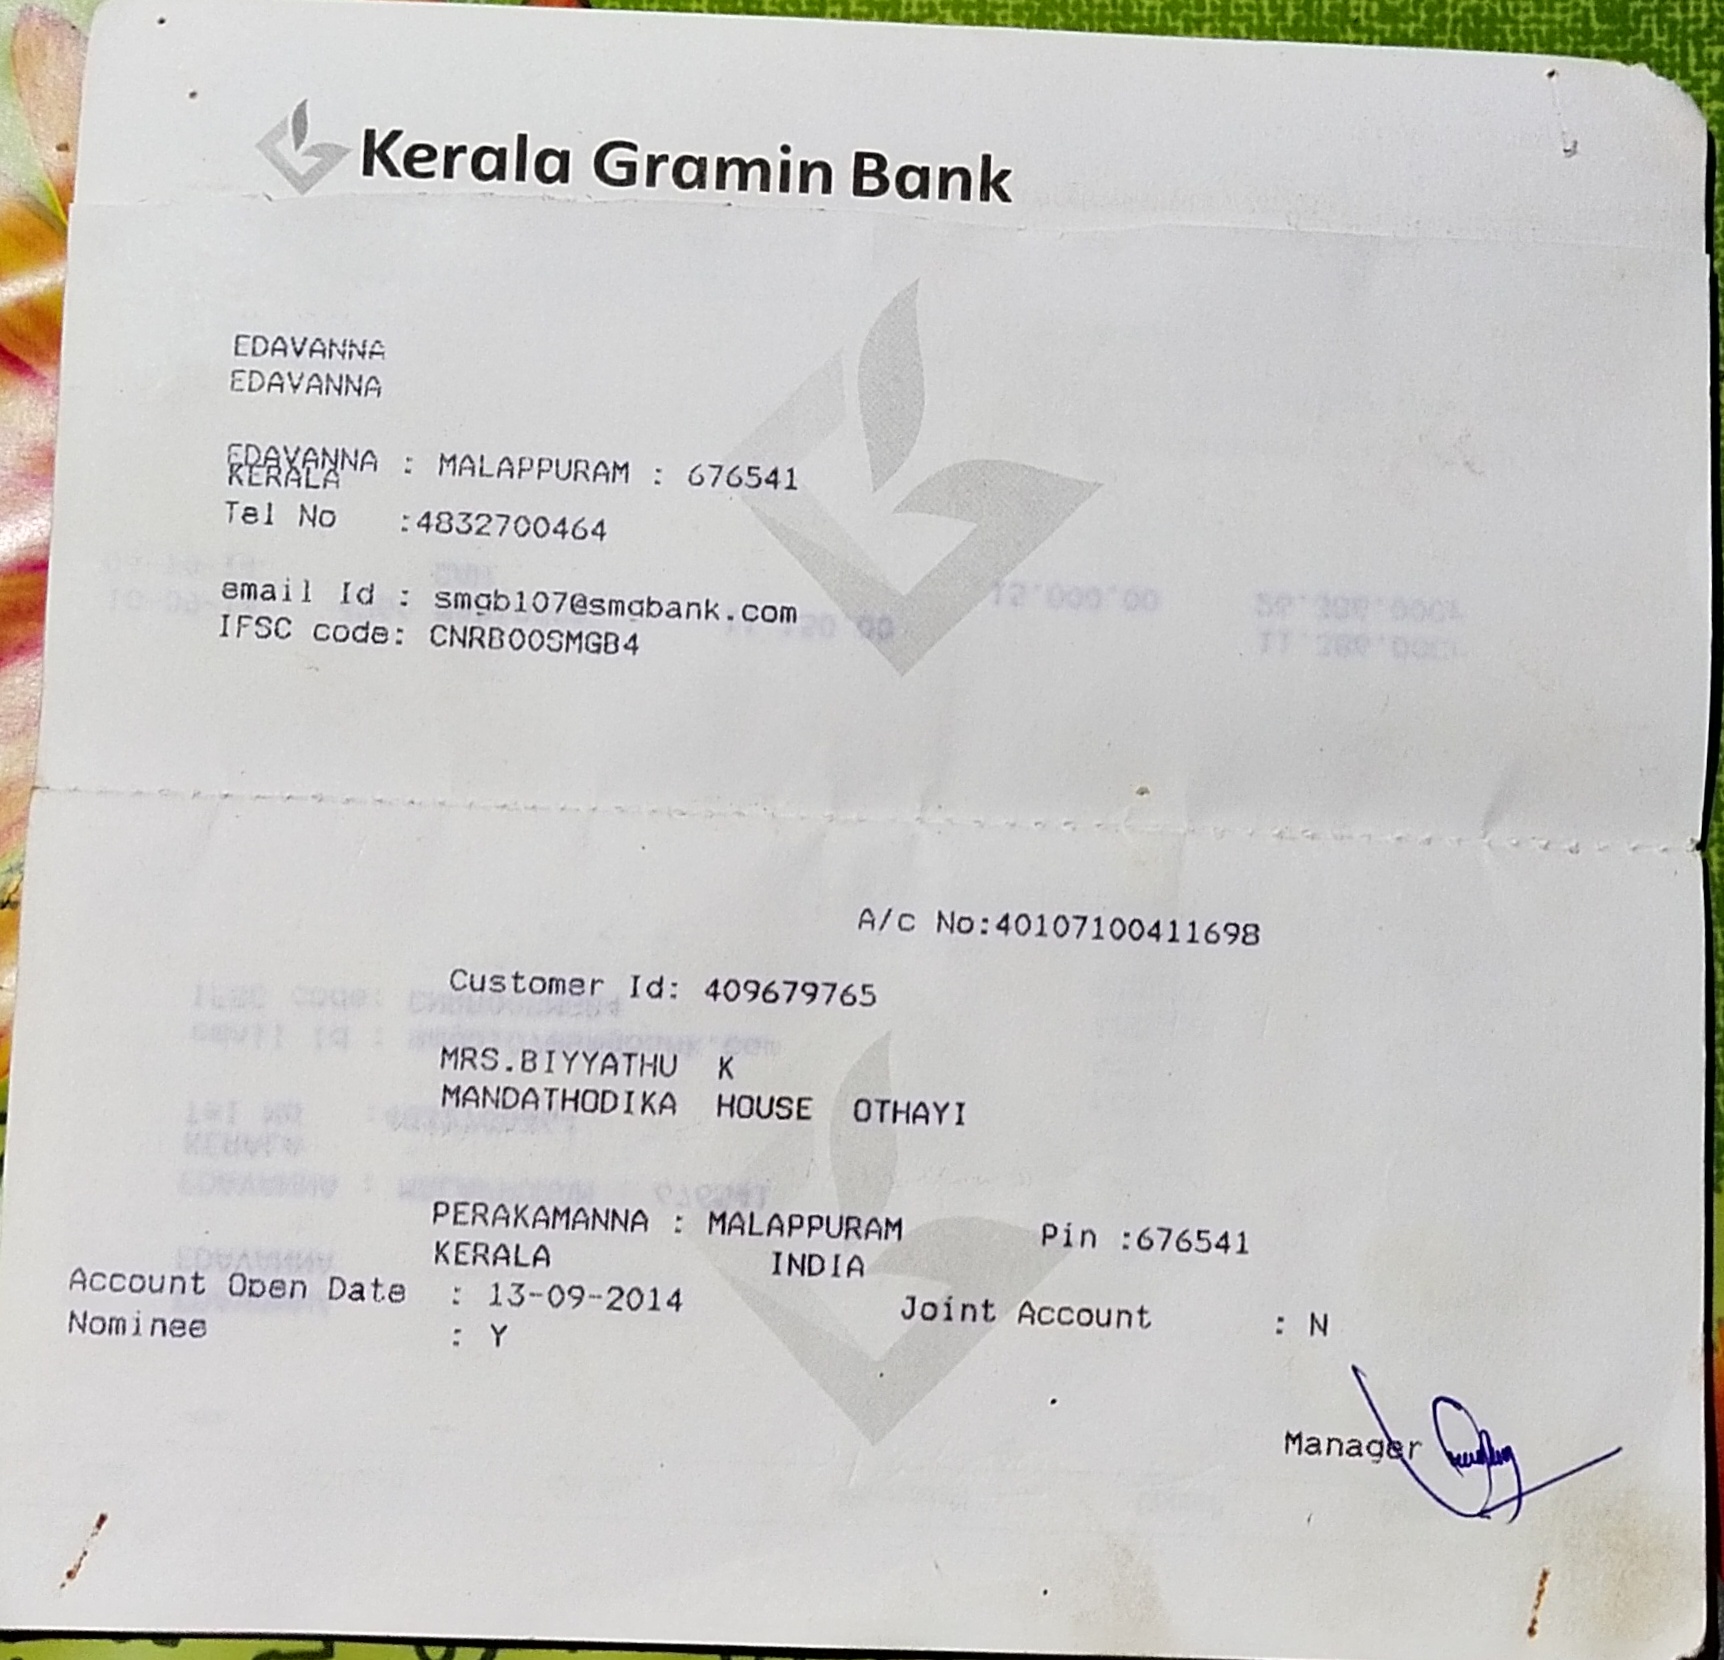 Kerala Gramin Bank
EDAVANNA
EDAVANNA
EDAVANNA : MALAPPURAM : 676541
KERALA
Tel No :4832700464
email Id : smgb107@smgbank.com
IFSC code: CNRB00SMGB4
A/c No:40107100411698
Customer Id: 409679765
MRS.BIYYATHU K
MANDATHODIKA HOUSE OTHAYI
PERAKAMANNA : MALAPPURAM Pin :676541
KERALA INDIA
Account Open Date : 13-09-2014 Joint Account : N
Nominee : Y
Manager